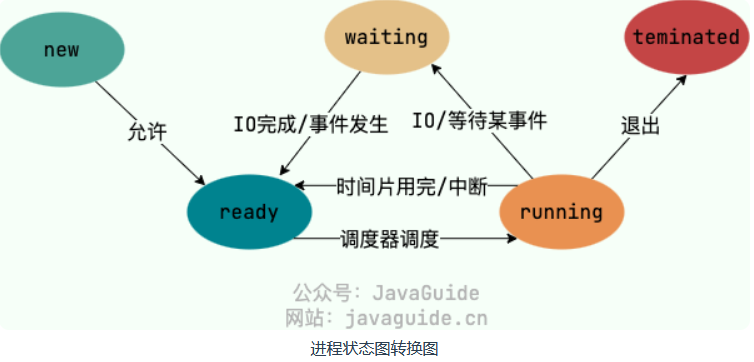 new
waiting
teminated
允许
IO完成/事件发生
IO/等待某事件
退出
时间片用完/中断
ready
running
调度器调度
公众号: JavaGuide
网站: javaguide.cn
进程状态图转换图